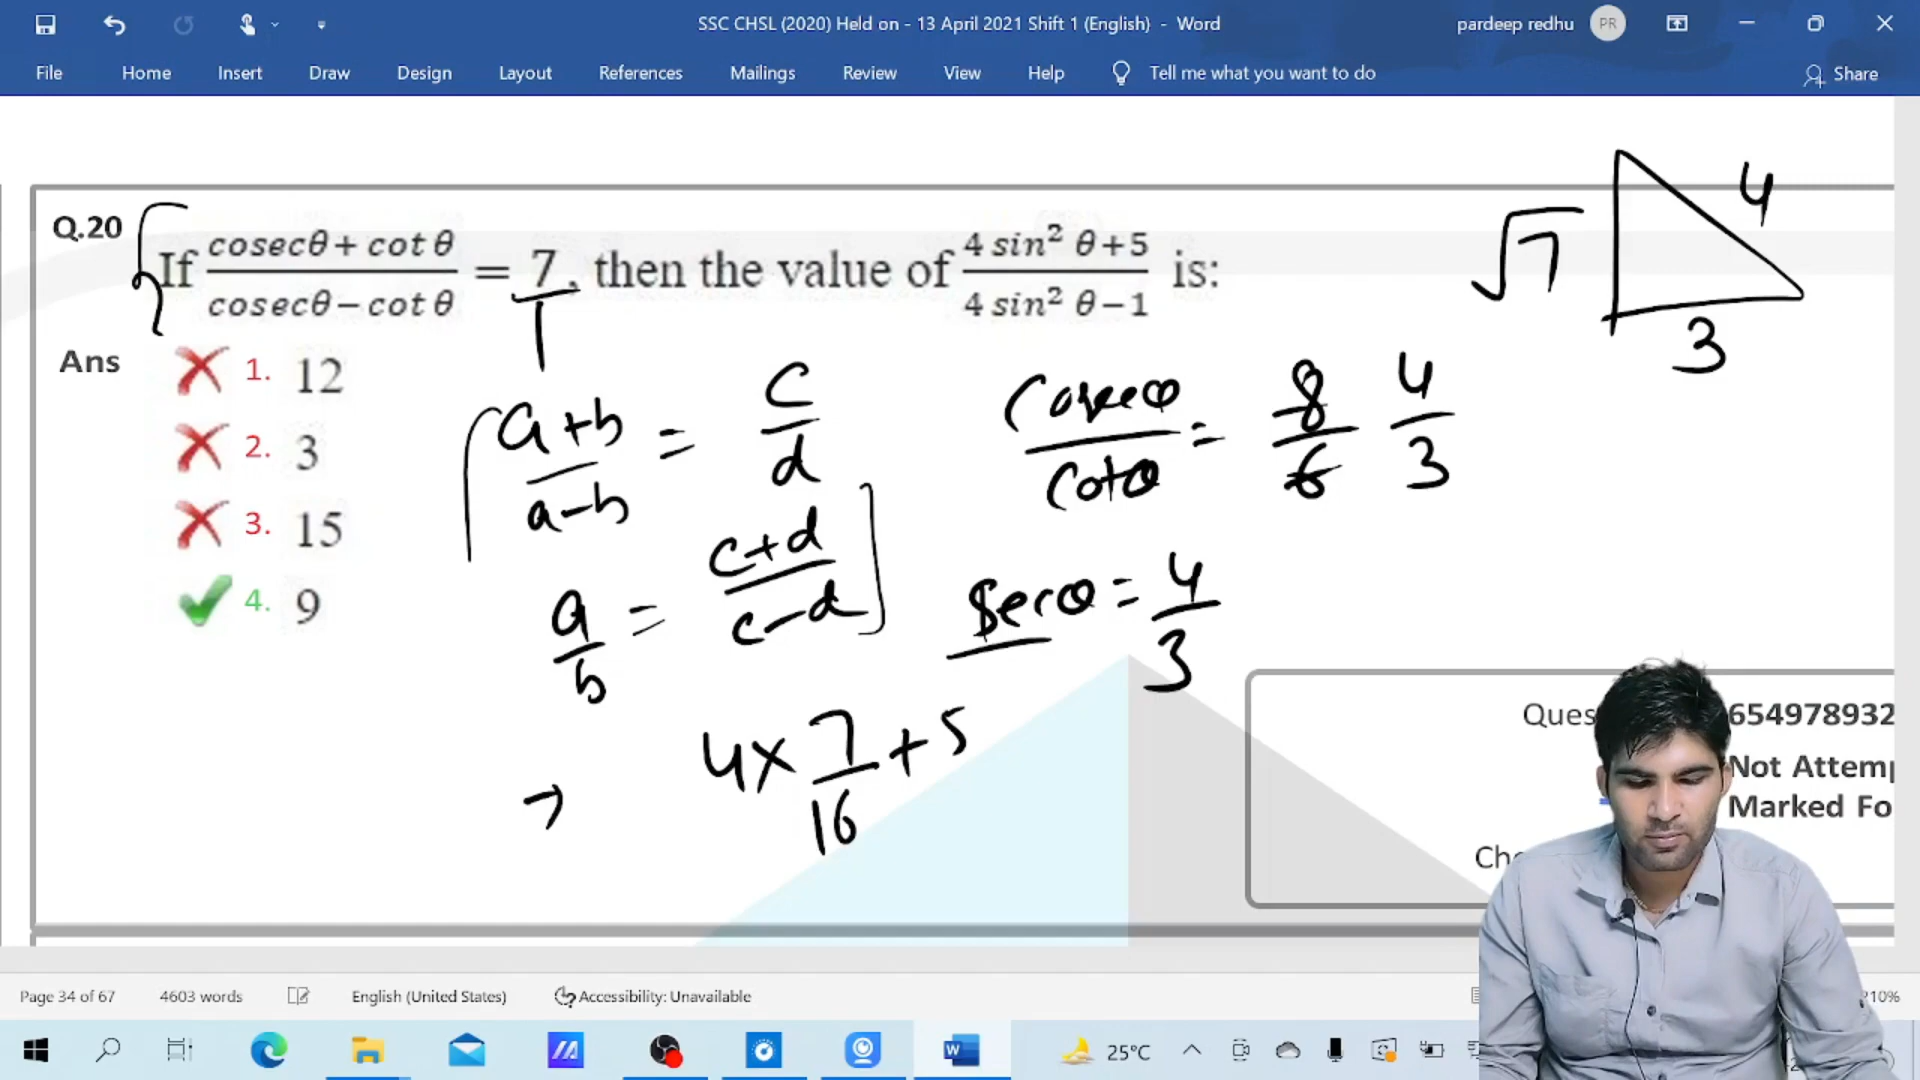 SSC CHSL (2020) Held on - 13 April 2021 Shift 1 (English) - Word
pardeep redhu PR
File Home Insert Draw Design Layout References Mailings Review View Help Tell me what you want to do Share
Q.20 If cosecθ + cot θ / cosecθ − cot θ = 7/1, then the value of 4 sin² θ+5 / 4 sin² θ−1 is:
√7 4 3
Ans
1. 12
2. 3
3. 15
4. 9
a+b / a−b = c / d
cosecθ / cotθ = 8/6 4/3
a / b = c+d / c−d
secθ = 4/3
4 × 7/16 + 5
Ques 654978932
Not Attem
Marked Fo
Ch
Page 34 of 67 4603 words English (United States) Accessibility: Unavailable 210%
W 25°C